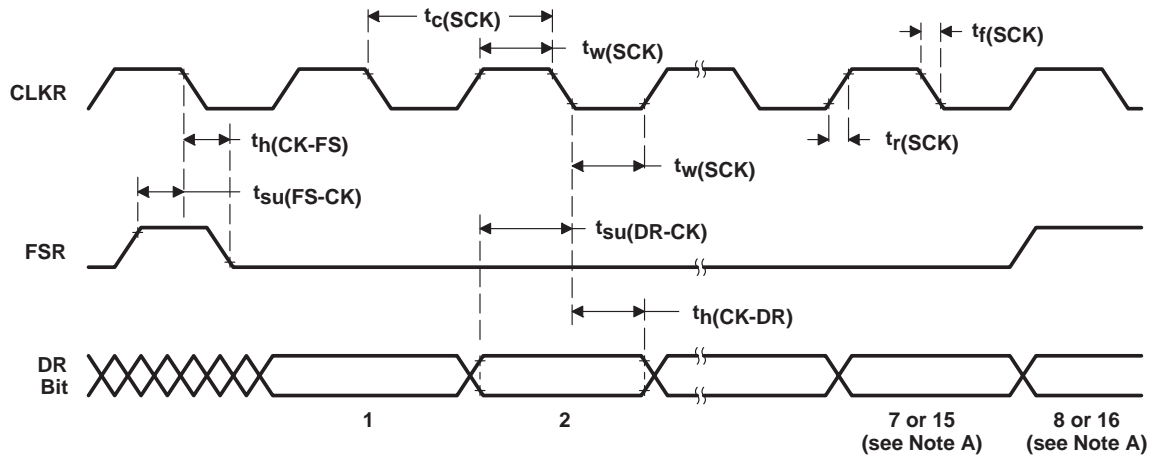 tc(SCK)
tw(SCK)
tf(SCK)
CLKR
th(CK-FS)
tr(SCK)
tw(SCK)
tsu(FS-CK)
tsu(DR-CK)
FSR
th(CK-DR)
DR
Bit
1
2
7 or 15
(see Note A)
8 or 16
(see Note A)